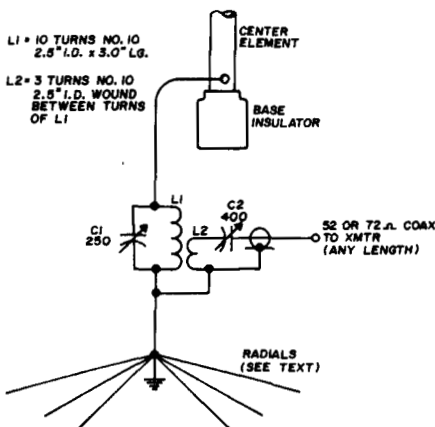 L1 = 10 TURNS NO. 10
2.5" I.D. x 3.0" LG.
L2 = 3 TURNS NO. 10
2.5" I.D. WOUND
BETWEEN TURNS
OF L1
CENTER
ELEMENT
BASE
INSULATOR
L1
L2
C2
400
C1
250
52 OR 72 Ω COAX
TO XMTR
(ANY LENGTH)
RADIALS
(SEE TEXT)